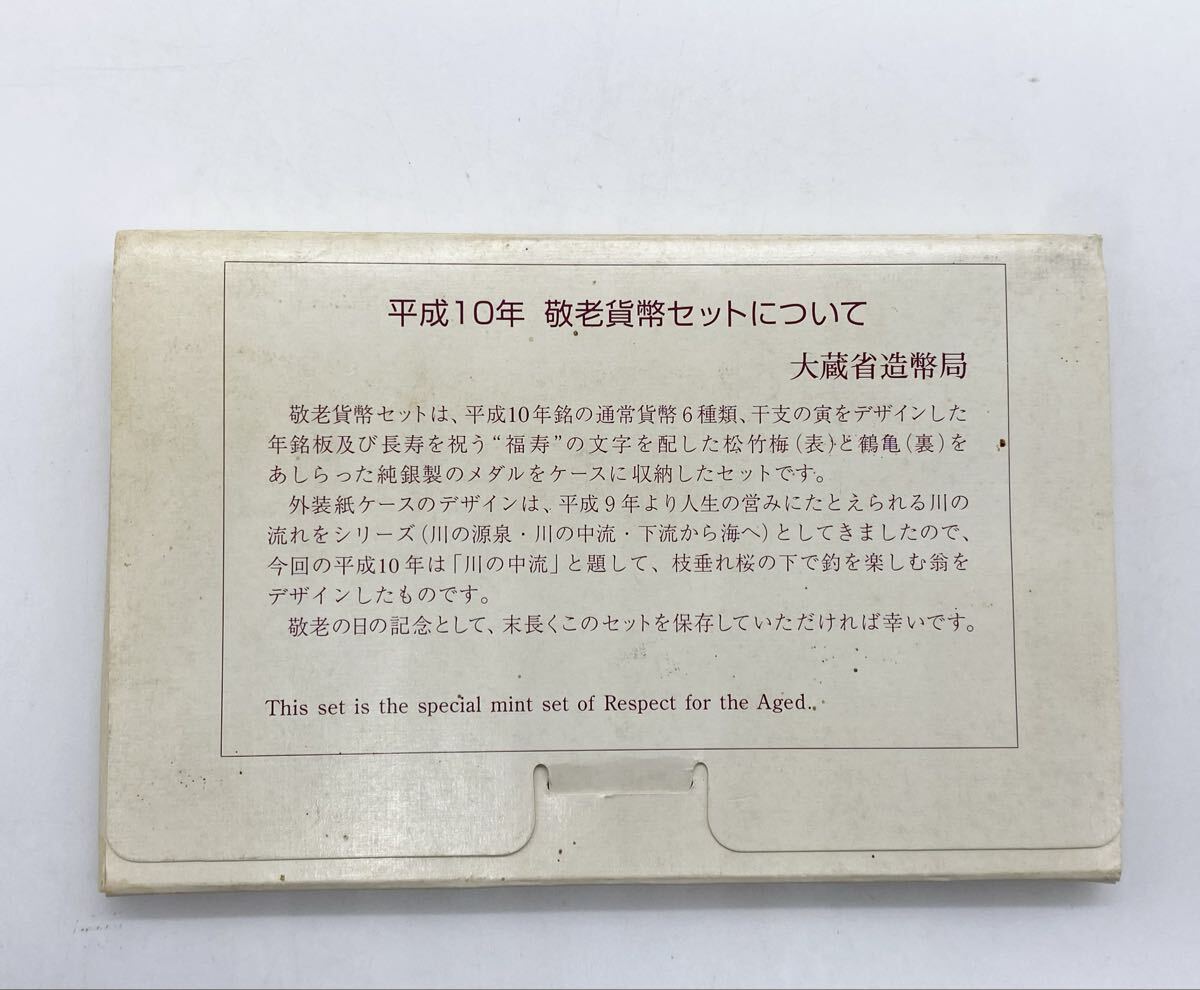 平成10年 敬老貨幣セットについて
大蔵省造幣局
敬老貨幣セットは、平成10年銘の通常貨幣6種類、干支の寅をデザインした
年銘板及び長寿を祝う“福寿”の文字を配した松竹梅（表）と鶴亀（裏）を
あしらった純銀製のメダルをケースに収納したセットです。
外装紙ケースのデザインは、平成9年より人生の営みにたとえられる川の
流れをシリーズ（川の源泉・川の中流・下流から海へ）としてきましたので、
今回の平成10年は「川の中流」と題して、枝垂れ桜の下で釣を楽しむ翁を
デザインしたものです。
敬老の日の記念として、末長くこのセットを保存していただければ幸いです。
This set is the special mint set of Respect for the Aged.